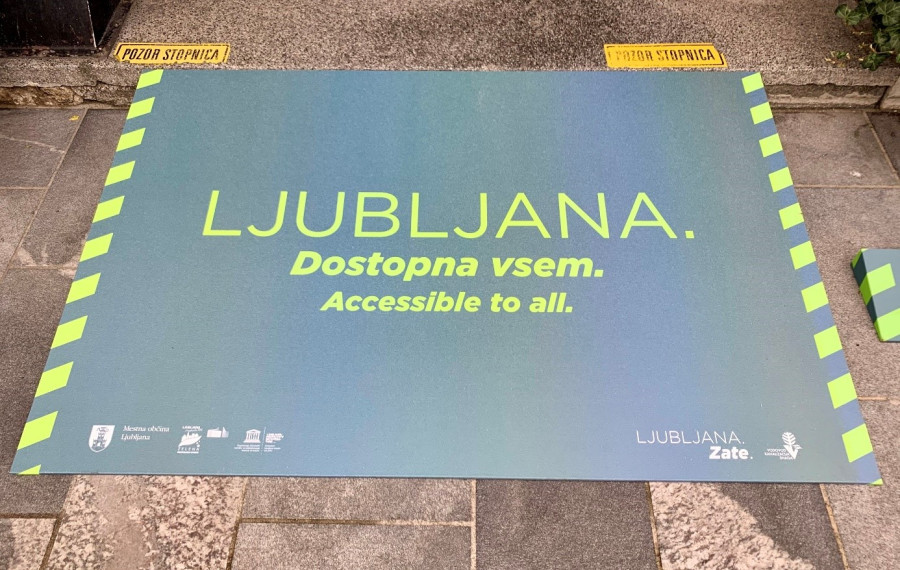 POZOR STOPNICA
POZOR STOPNICA
LJUBLJANA.
Dostopna vsem.
Accessible to all.
Mestna občina
Ljubljana
LJUBLJANA.
Zate.